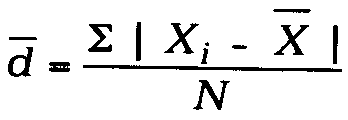 d̅ = Σ | Xᵢ - X̅ | / N